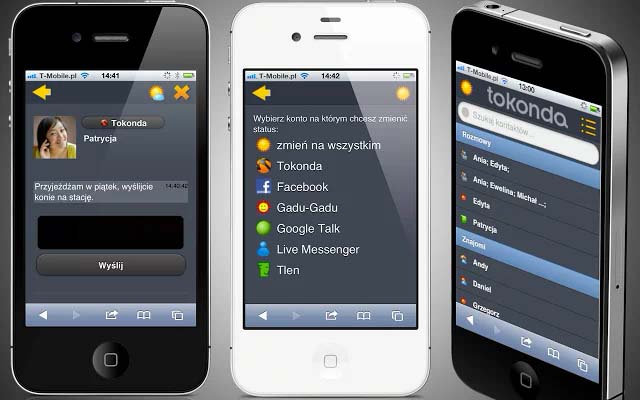 T-Mobile.pl 14:41
Tokonda
Patrycja
Przyjeżdżam w piątek, wyślijcie
konie na stację.
14:40:42
Wyślij
T-Mobile.pl 14:42
Wybierz konto na którym chcesz zmienić
status:
zmień na wszystkim
Tokonda
Facebook
Gadu-Gadu
Google Talk
Live Messenger
Tlen
T-Mobile.pl 13:00
tokonda
Szukaj kontaktów...
Rozmowy
Ania; Edyta;
Ania; Ewelina; Michał ...;
Edyta
Patrycja
Znajomi
Andy
Daniel
Grzegorz